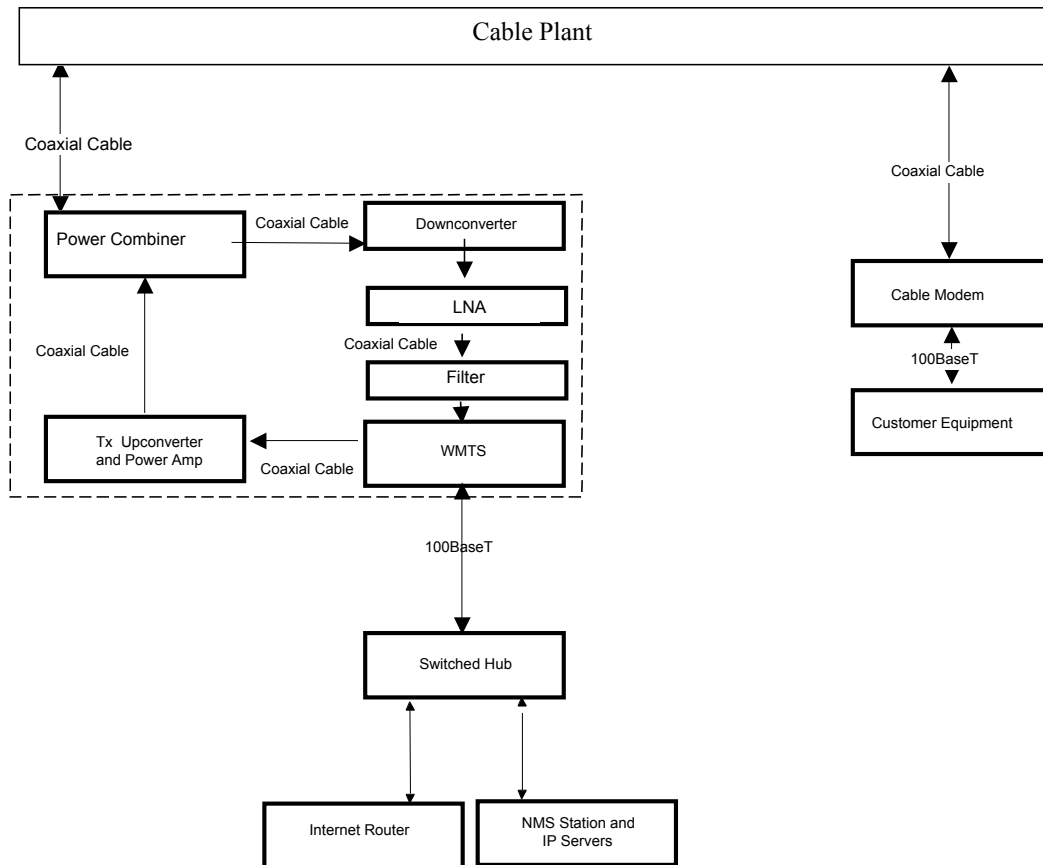 Cable Plant
Coaxial Cable
Coaxial Cable
Power Combiner
Coaxial Cable
Downconverter
LNA
Coaxial Cable
Coaxial Cable
Filter
Tx Upconverter
and Power Amp
Coaxial Cable
WMTS
Cable Modem
100BaseT
Customer Equipment
100BaseT
Switched Hub
Internet Router
NMS Station and
IP Servers